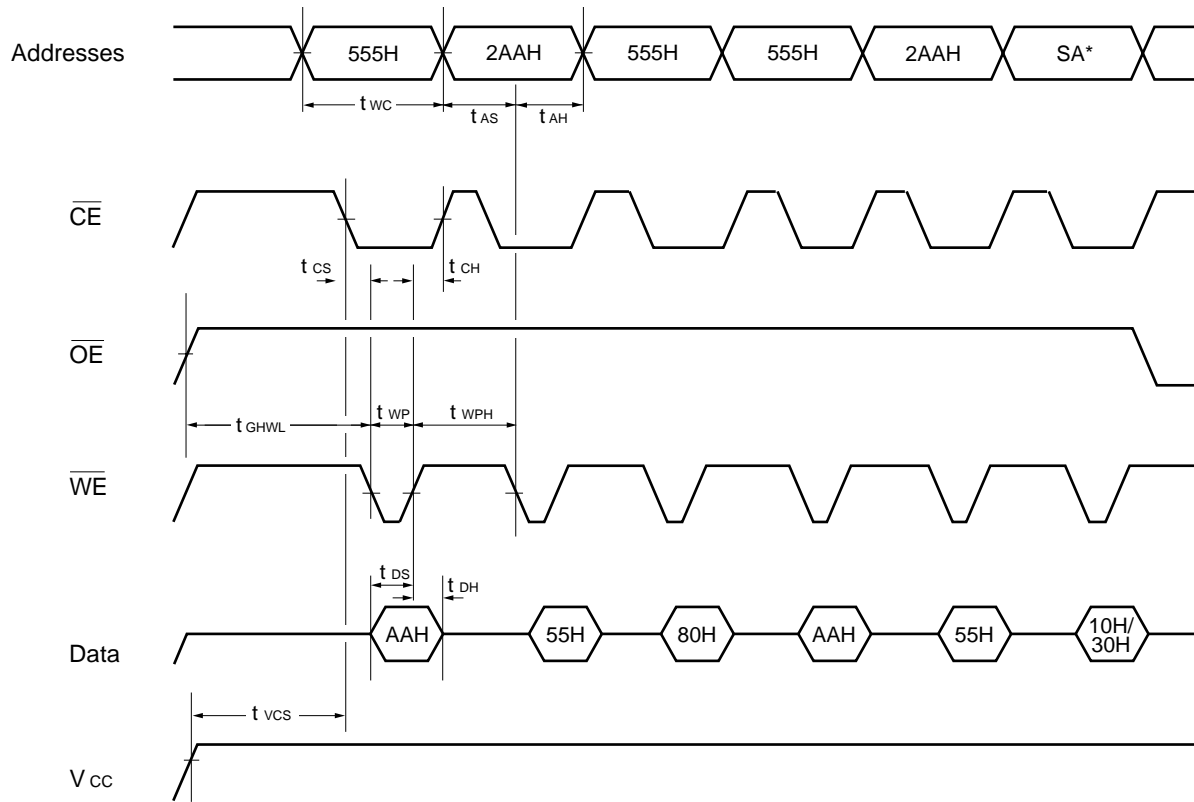 Addresses 555H 2AAH 555H 555H 2AAH SA*
t WC t AS t AH
CE
t CS t CH
OE
t GHWL t WP t WPH
WE
t DS t DH
Data AAH 55H 80H AAH 55H 10H/
30H
t VCS
V CC